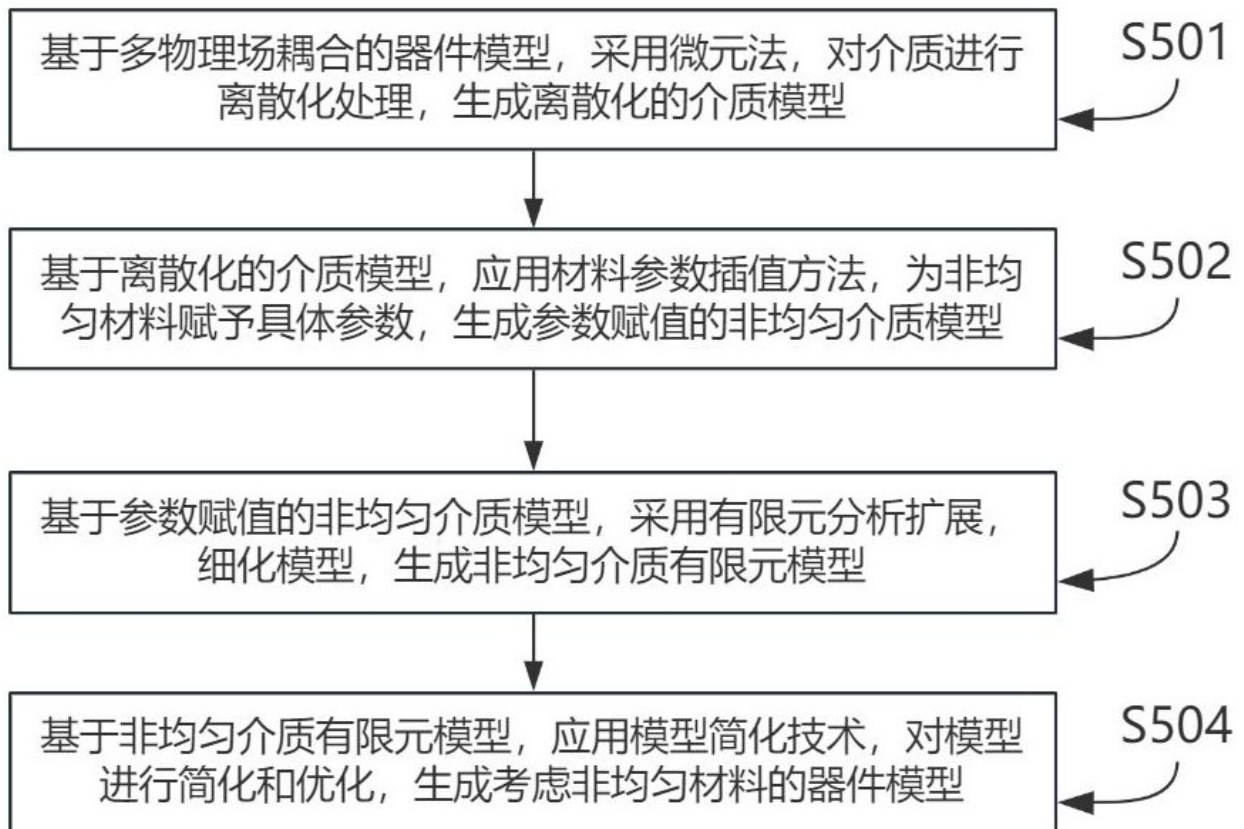 基于多物理场耦合的器件模型，采用微元法，对介质进行
离散化处理，生成离散化的介质模型
S501
基于离散化的介质模型，应用材料参数插值方法，为非均
匀材料赋予具体参数，生成参数赋值的非均匀介质模型
S502
基于参数赋值的非均匀介质模型，采用有限元分析扩展，
细化模型，生成非均匀介质有限元模型
S503
基于非均匀介质有限元模型，应用模型简化技术，对模型
进行简化和优化，生成考虑非均匀材料的器件模型
S504